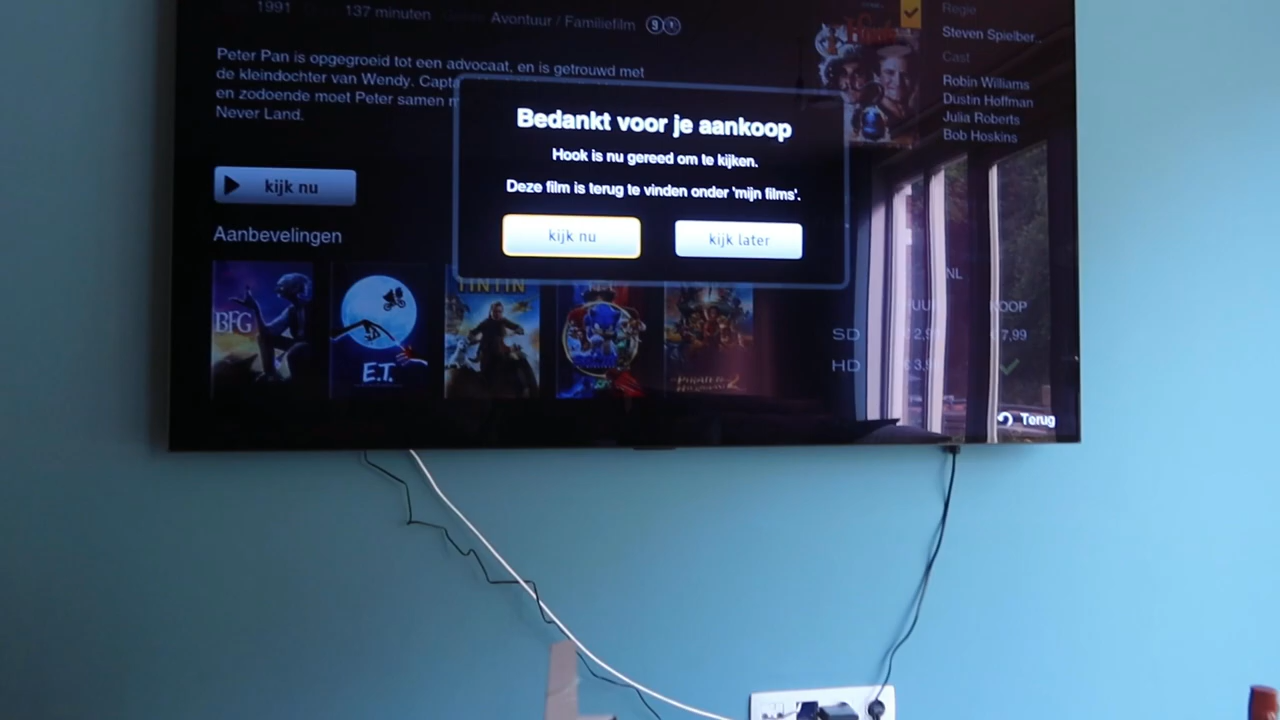 1991 137 minuten Avontuur / Familiefilm 9
Peter Pan is opgegroeid tot een advocaat, en is getrouwd met
de kleindochter van Wendy.
en zodoende moet Peter samen
Never Land.
kijk nu
Aanbevelingen
Bedankt voor je aankoop
Hook is nu gereed om te kijken.
Deze film is terug te vinden onder 'mijn films'.
kijk nu
kijk later
Hook
Regie
Steven Spielber..
Cast
Robin Williams
Dustin Hoffman
Julia Roberts
Bob Hoskins
BFG
E.T.
TINTIN
NL
SD
7,99
HD
Terug